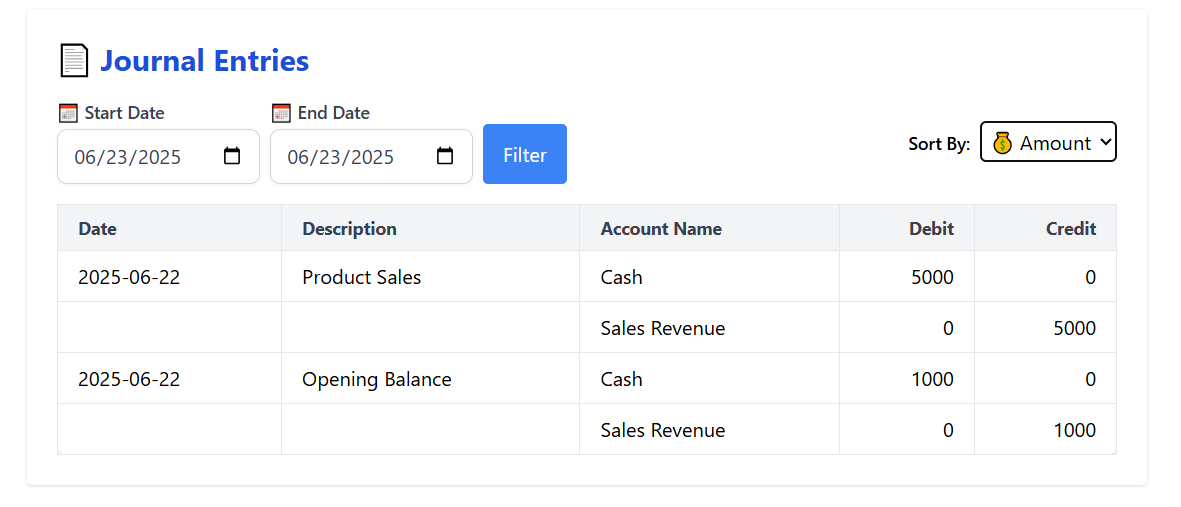 Journal Entries
Start Date End Date
06/23/2025 06/23/2025 Filter Sort By: Amount
Date Description Account Name Debit Credit
2025-06-22 Product Sales Cash 5000 0
Sales Revenue 0 5000
2025-06-22 Opening Balance Cash 1000 0
Sales Revenue 0 1000